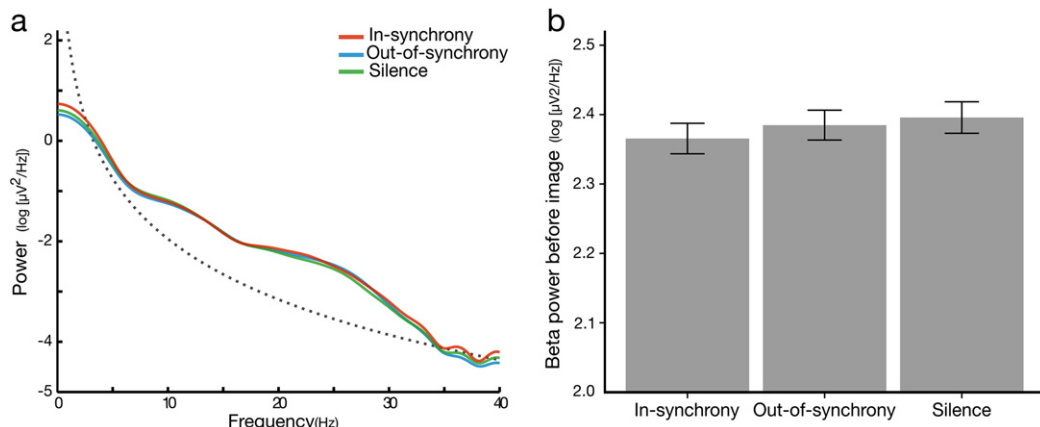 a
In-synchrony
Out-of-synchrony
Silence
Power (log [µV²/Hz])
2
0
-2
-4
-5
0
10
20
30
40
Frequency(Hz)
b
Beta power before image (log [µV2/Hz])
2.5
2.4
2.3
2.2
2.1
2.0
In-synchrony
Out-of-synchrony
Silence